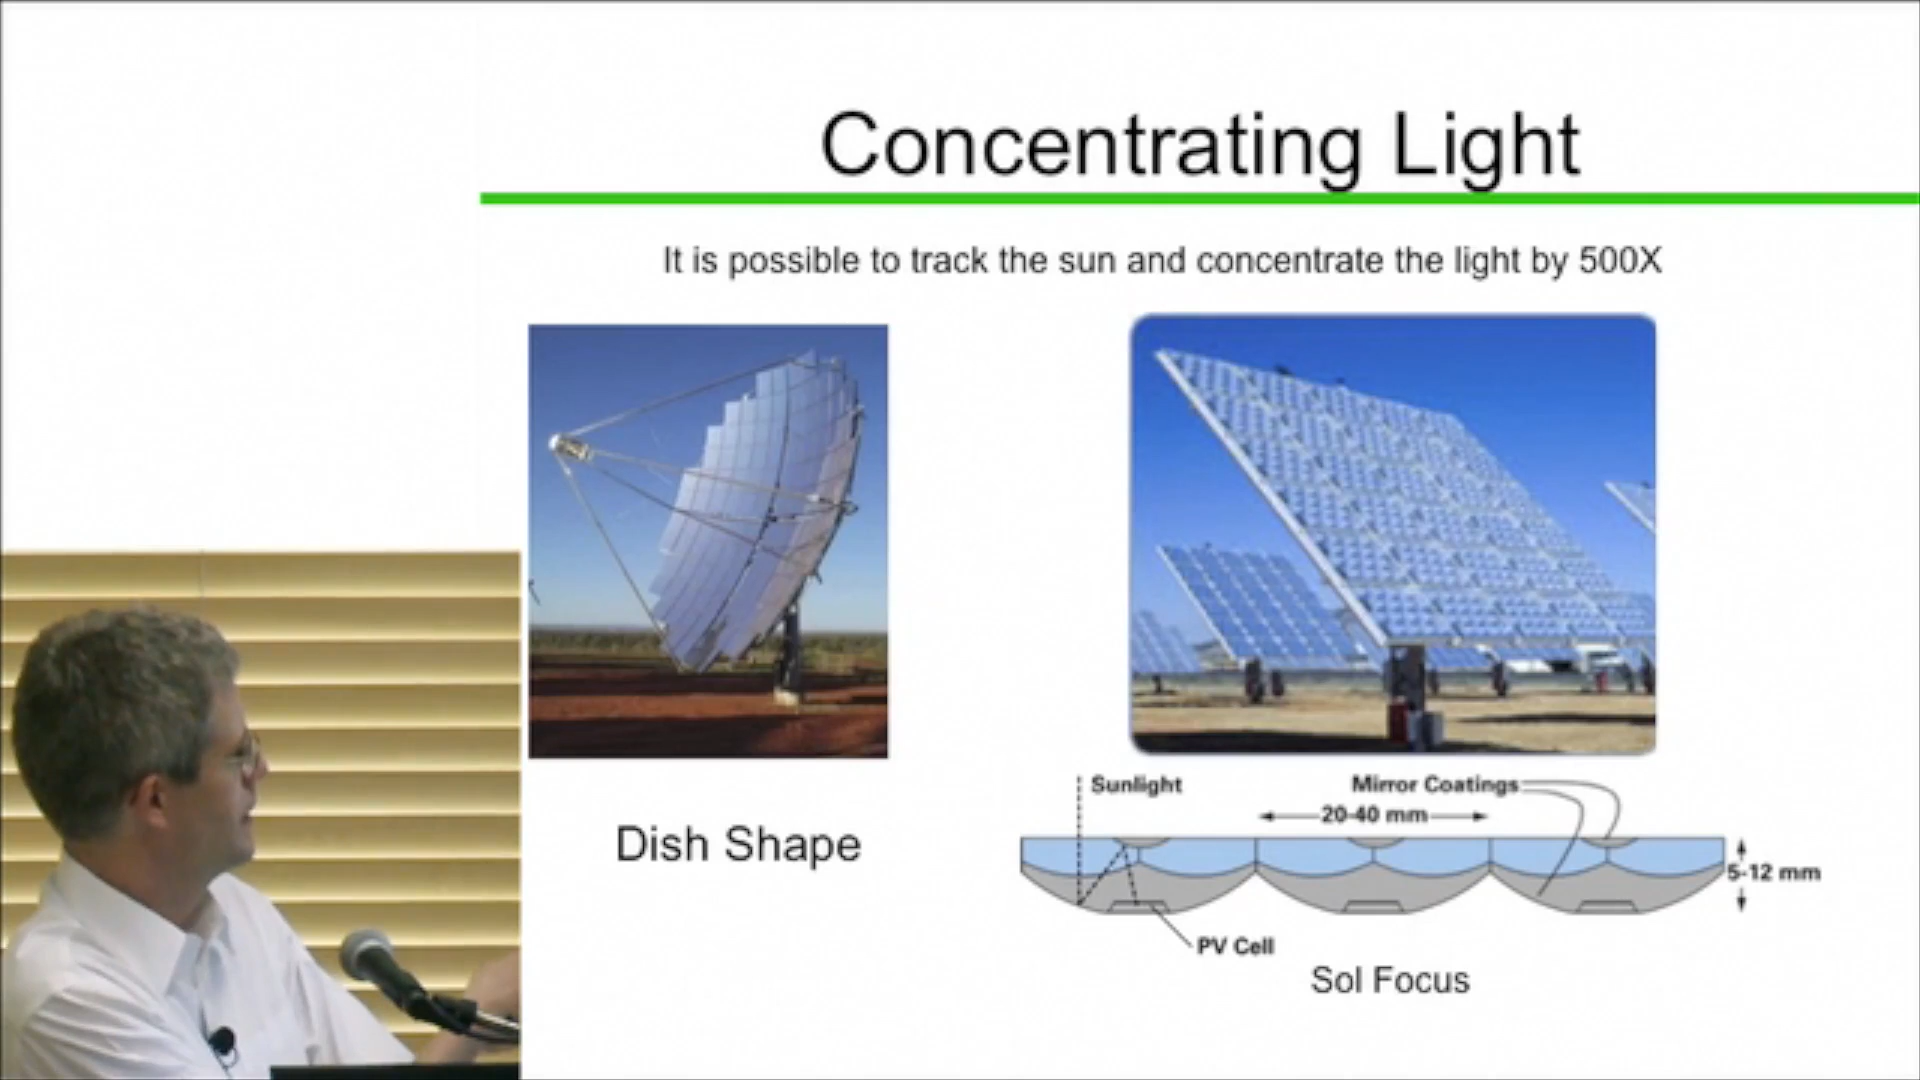 Concentrating Light
It is possible to track the sun and concentrate the light by 500X
Dish Shape
Sunlight
Mirror Coatings
20-40 mm
5-12 mm
PV Cell
Sol Focus